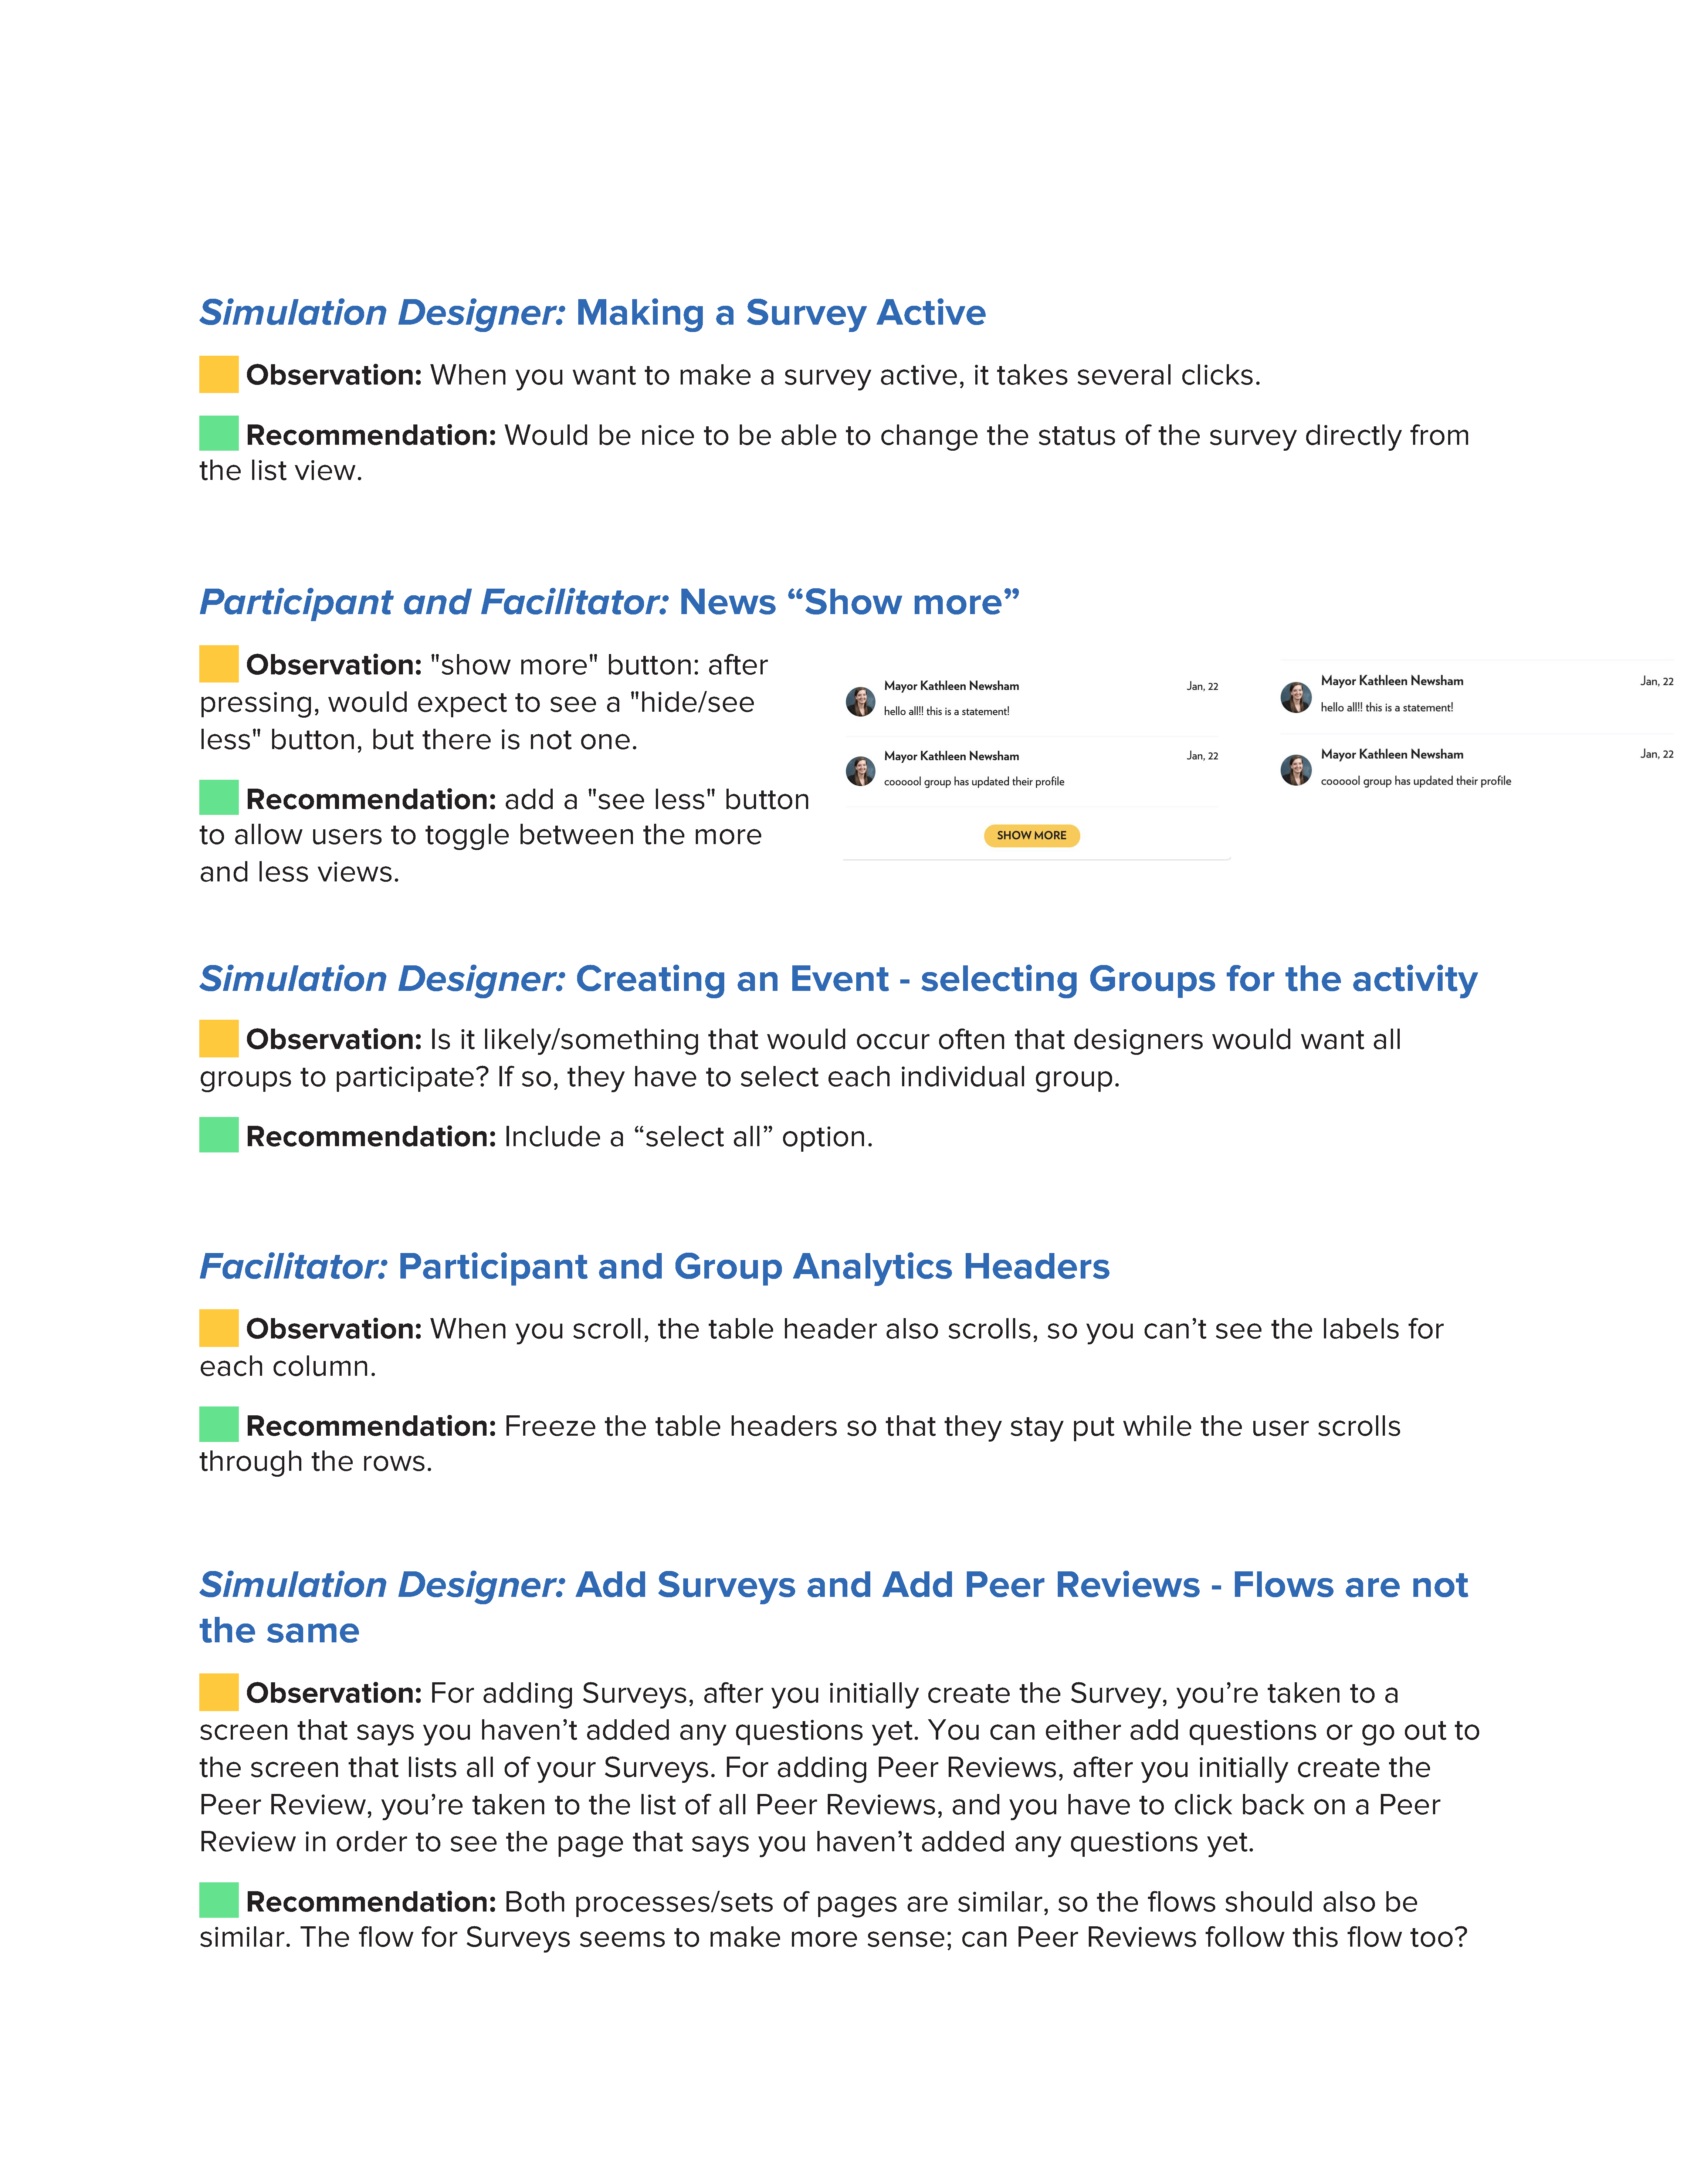 Simulation Designer: Making a Survey Active
Observation: When you want to make a survey active, it takes several clicks.
Recommendation: Would be nice to be able to change the status of the survey directly from
the list view.
Participant and Facilitator: News “Show more”
Observation: "show more" button: after
pressing, would expect to see a "hide/see
less" button, but there is not one.
Recommendation: add a "see less" button
to allow users to toggle between the more
and less views.
Mayor Kathleen Newsham Jan, 22
hello all!! this is a statement!
Mayor Kathleen Newsham Jan, 22
coooool group has updated their profile
SHOW MORE
Mayor Kathleen Newsham Jan, 22
hello all!! this is a statement!
Mayor Kathleen Newsham Jan, 22
coooool group has updated their profile
Simulation Designer: Creating an Event - selecting Groups for the activity
Observation: Is it likely/something that would occur often that designers would want all
groups to participate? If so, they have to select each individual group.
Recommendation: Include a “select all” option.
Facilitator: Participant and Group Analytics Headers
Observation: When you scroll, the table header also scrolls, so you can’t see the labels for
each column.
Recommendation: Freeze the table headers so that they stay put while the user scrolls
through the rows.
Simulation Designer: Add Surveys and Add Peer Reviews - Flows are not
the same
Observation: For adding Surveys, after you initially create the Survey, you’re taken to a
screen that says you haven’t added any questions yet. You can either add questions or go out to
the screen that lists all of your Surveys. For adding Peer Reviews, after you initially create the
Peer Review, you’re taken to the list of all Peer Reviews, and you have to click back on a Peer
Review in order to see the page that says you haven’t added any questions yet.
Recommendation: Both processes/sets of pages are similar, so the flows should also be
similar. The flow for Surveys seems to make more sense; can Peer Reviews follow this flow too?